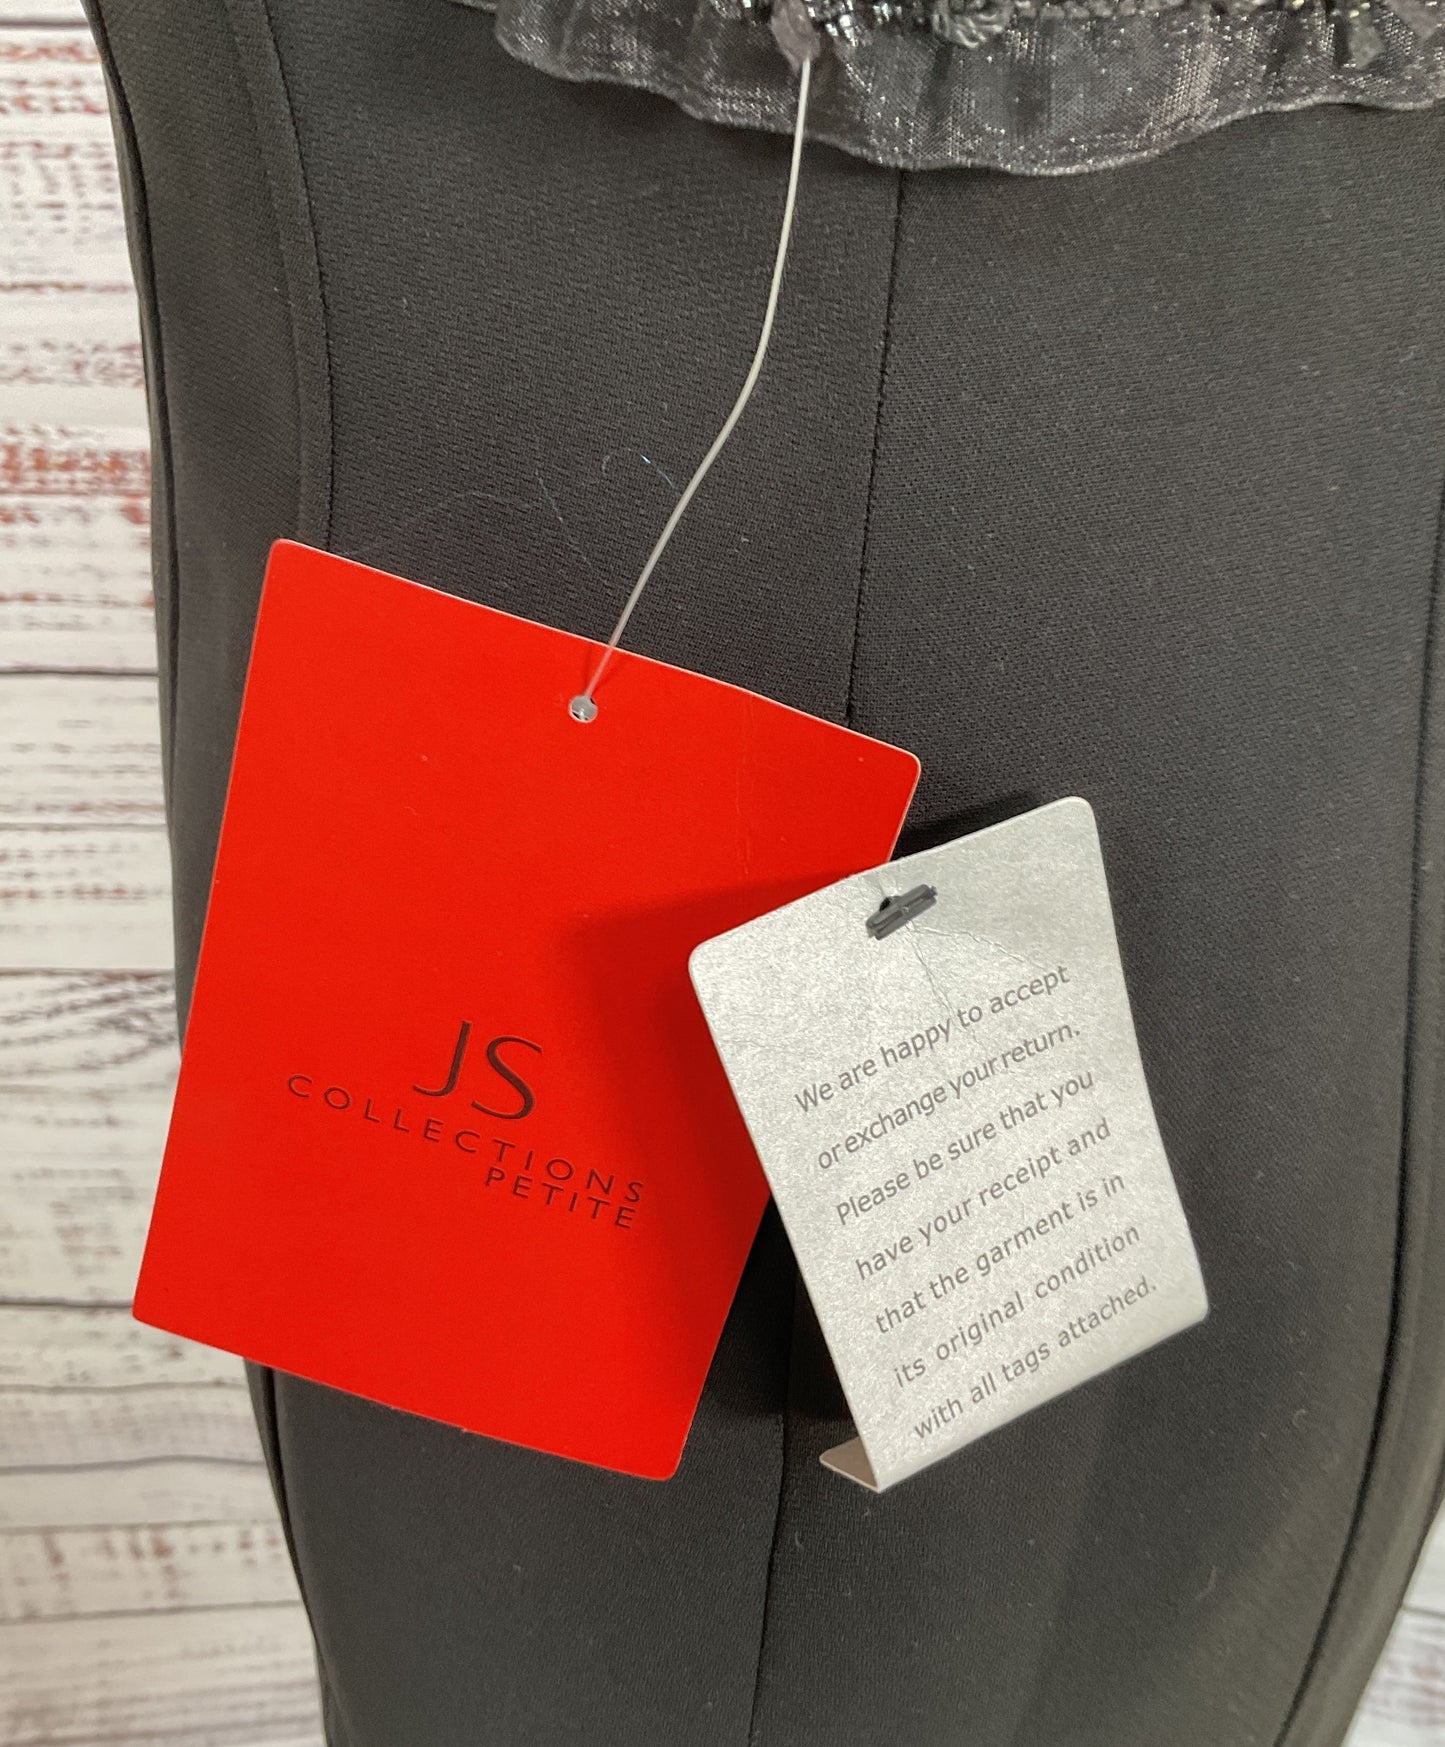 JS
COLLECTIONS
PETITE
We are happy to accept
or exchange your return.
Please be sure that you
have your receipt and
that the garment is in
its original condition
with all tags attached.